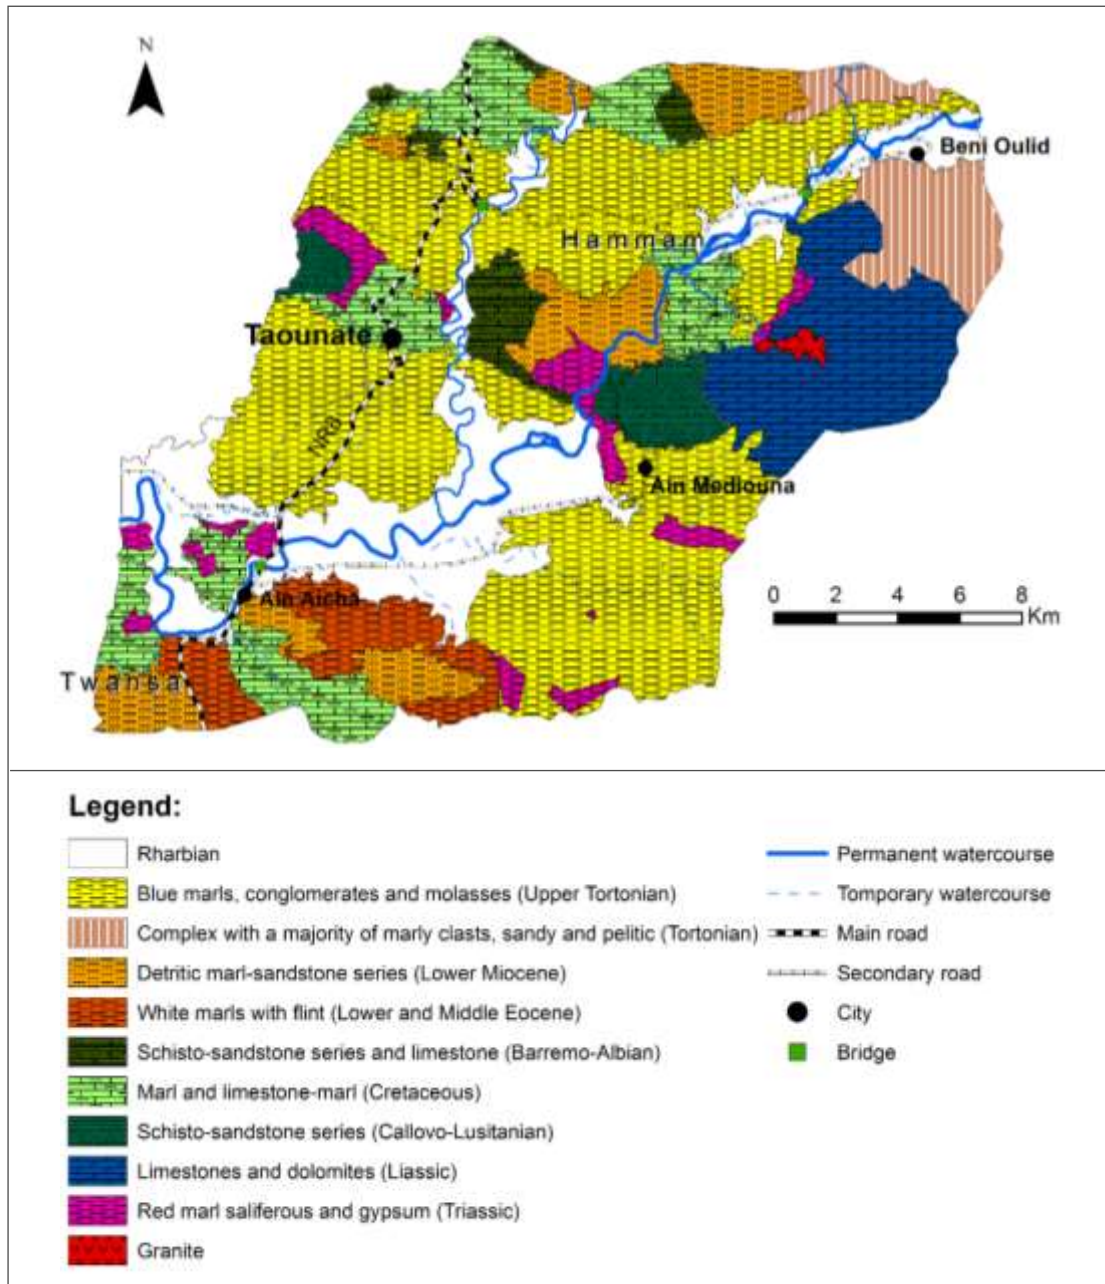 N
Beni Oulid
Hammam
Taounate
NR8
Ain Mediouna
0 2 4 6 8
Km
Ain Aicha
Twansa
Legend:
Rharbian
Blue marls, conglomerates and molasses (Upper Tortonian)
Complex with a majority of marly clasts, sandy and pelitic (Tortonian)
Detritic marl-sandstone series (Lower Miocene)
White marls with flint (Lower and Middle Eocene)
Schisto-sandstone series and limestone (Barremo-Albian)
Marl and limestone-marl (Cretaceous)
Schisto-sandstone series (Callovo-Lusitanian)
Limestones and dolomites (Liassic)
Red marl saliferous and gypsum (Triassic)
Granite
Permanent watercourse
Tomporary watercourse
Main road
Secondary road
City
Bridge